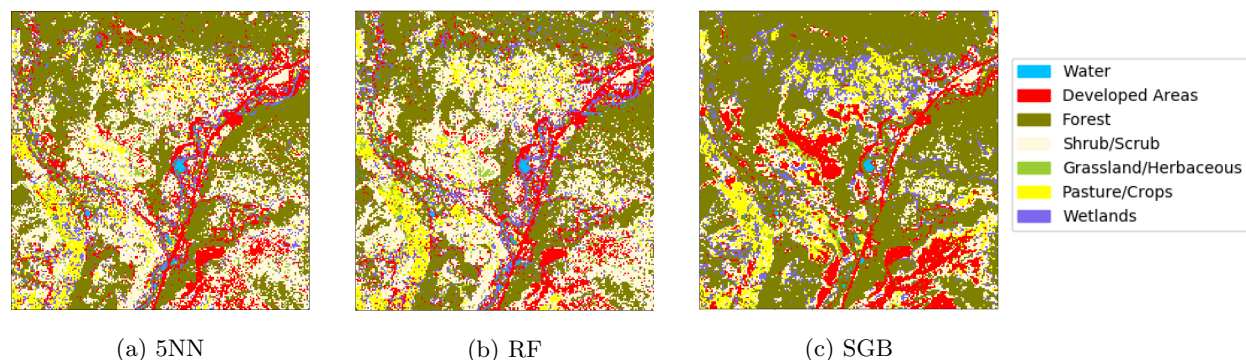 Water
Developed Areas
Forest
Shrub/Scrub
Grassland/Herbaceous
Pasture/Crops
Wetlands
(a) 5NN
(b) RF
(c) SGB